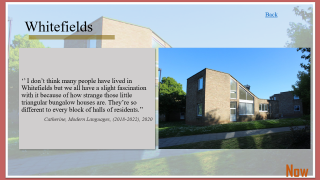 Back
Whitefields
‘’ I don’t think many people have lived in
Whitefields but we all have a slight fascination
with it because of how strange those little
triangular bungalow houses are. They’re so
different to every block of halls of residents.’’
Catherine, Modern Languages, (2018-2022), 2020
Now